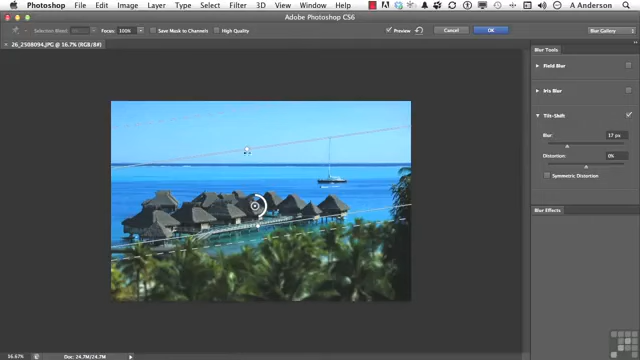 Photoshop File Edit Image Layer Type Select Filter 3D View Window Help A Anderson
Adobe Photoshop CS6
Selection Bleed: Focus: 100% Save Mask to Channels High Quality Preview Cancel OK Blur Gallery
26_2508094.JPG @ 16.7% (RGB/8#)
Blur Tools
Field Blur
Iris Blur
Tilt-Shift
Blur: 17 px
Distortion: 0%
Symmetric Distortion
Blur Effects
16.67% Doc: 24.7M/24.7M